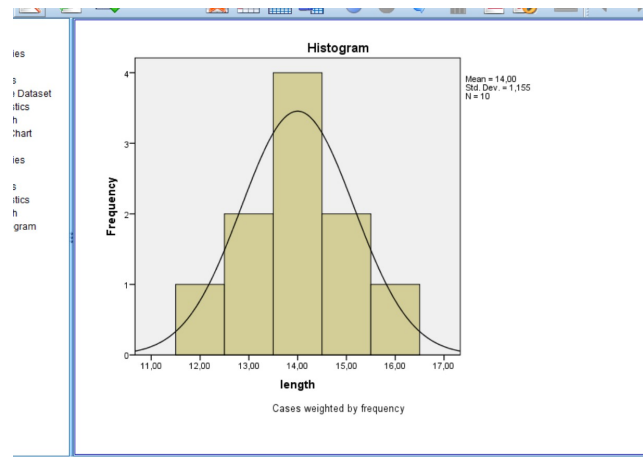 ies
s
Dataset
stics
h
Chart
ies
s
stics
h
gram
Histogram
Mean = 14,00
Std. Dev. = 1,155
N = 10
Frequency
4
3
2
1
0
11,00 12,00 13,00 14,00 15,00 16,00 17,00
length
Cases weighted by frequency